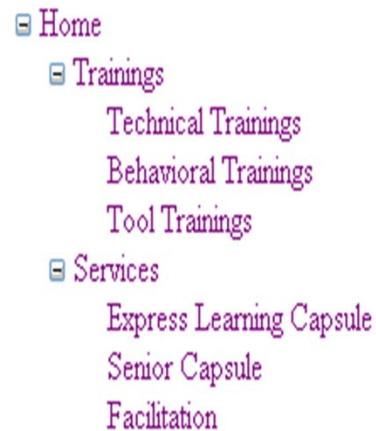 Home
Trainings
Technical Trainings
Behavioral Trainings
Tool Trainings
Services
Express Learning Capsule
Senior Capsule
Facilitation